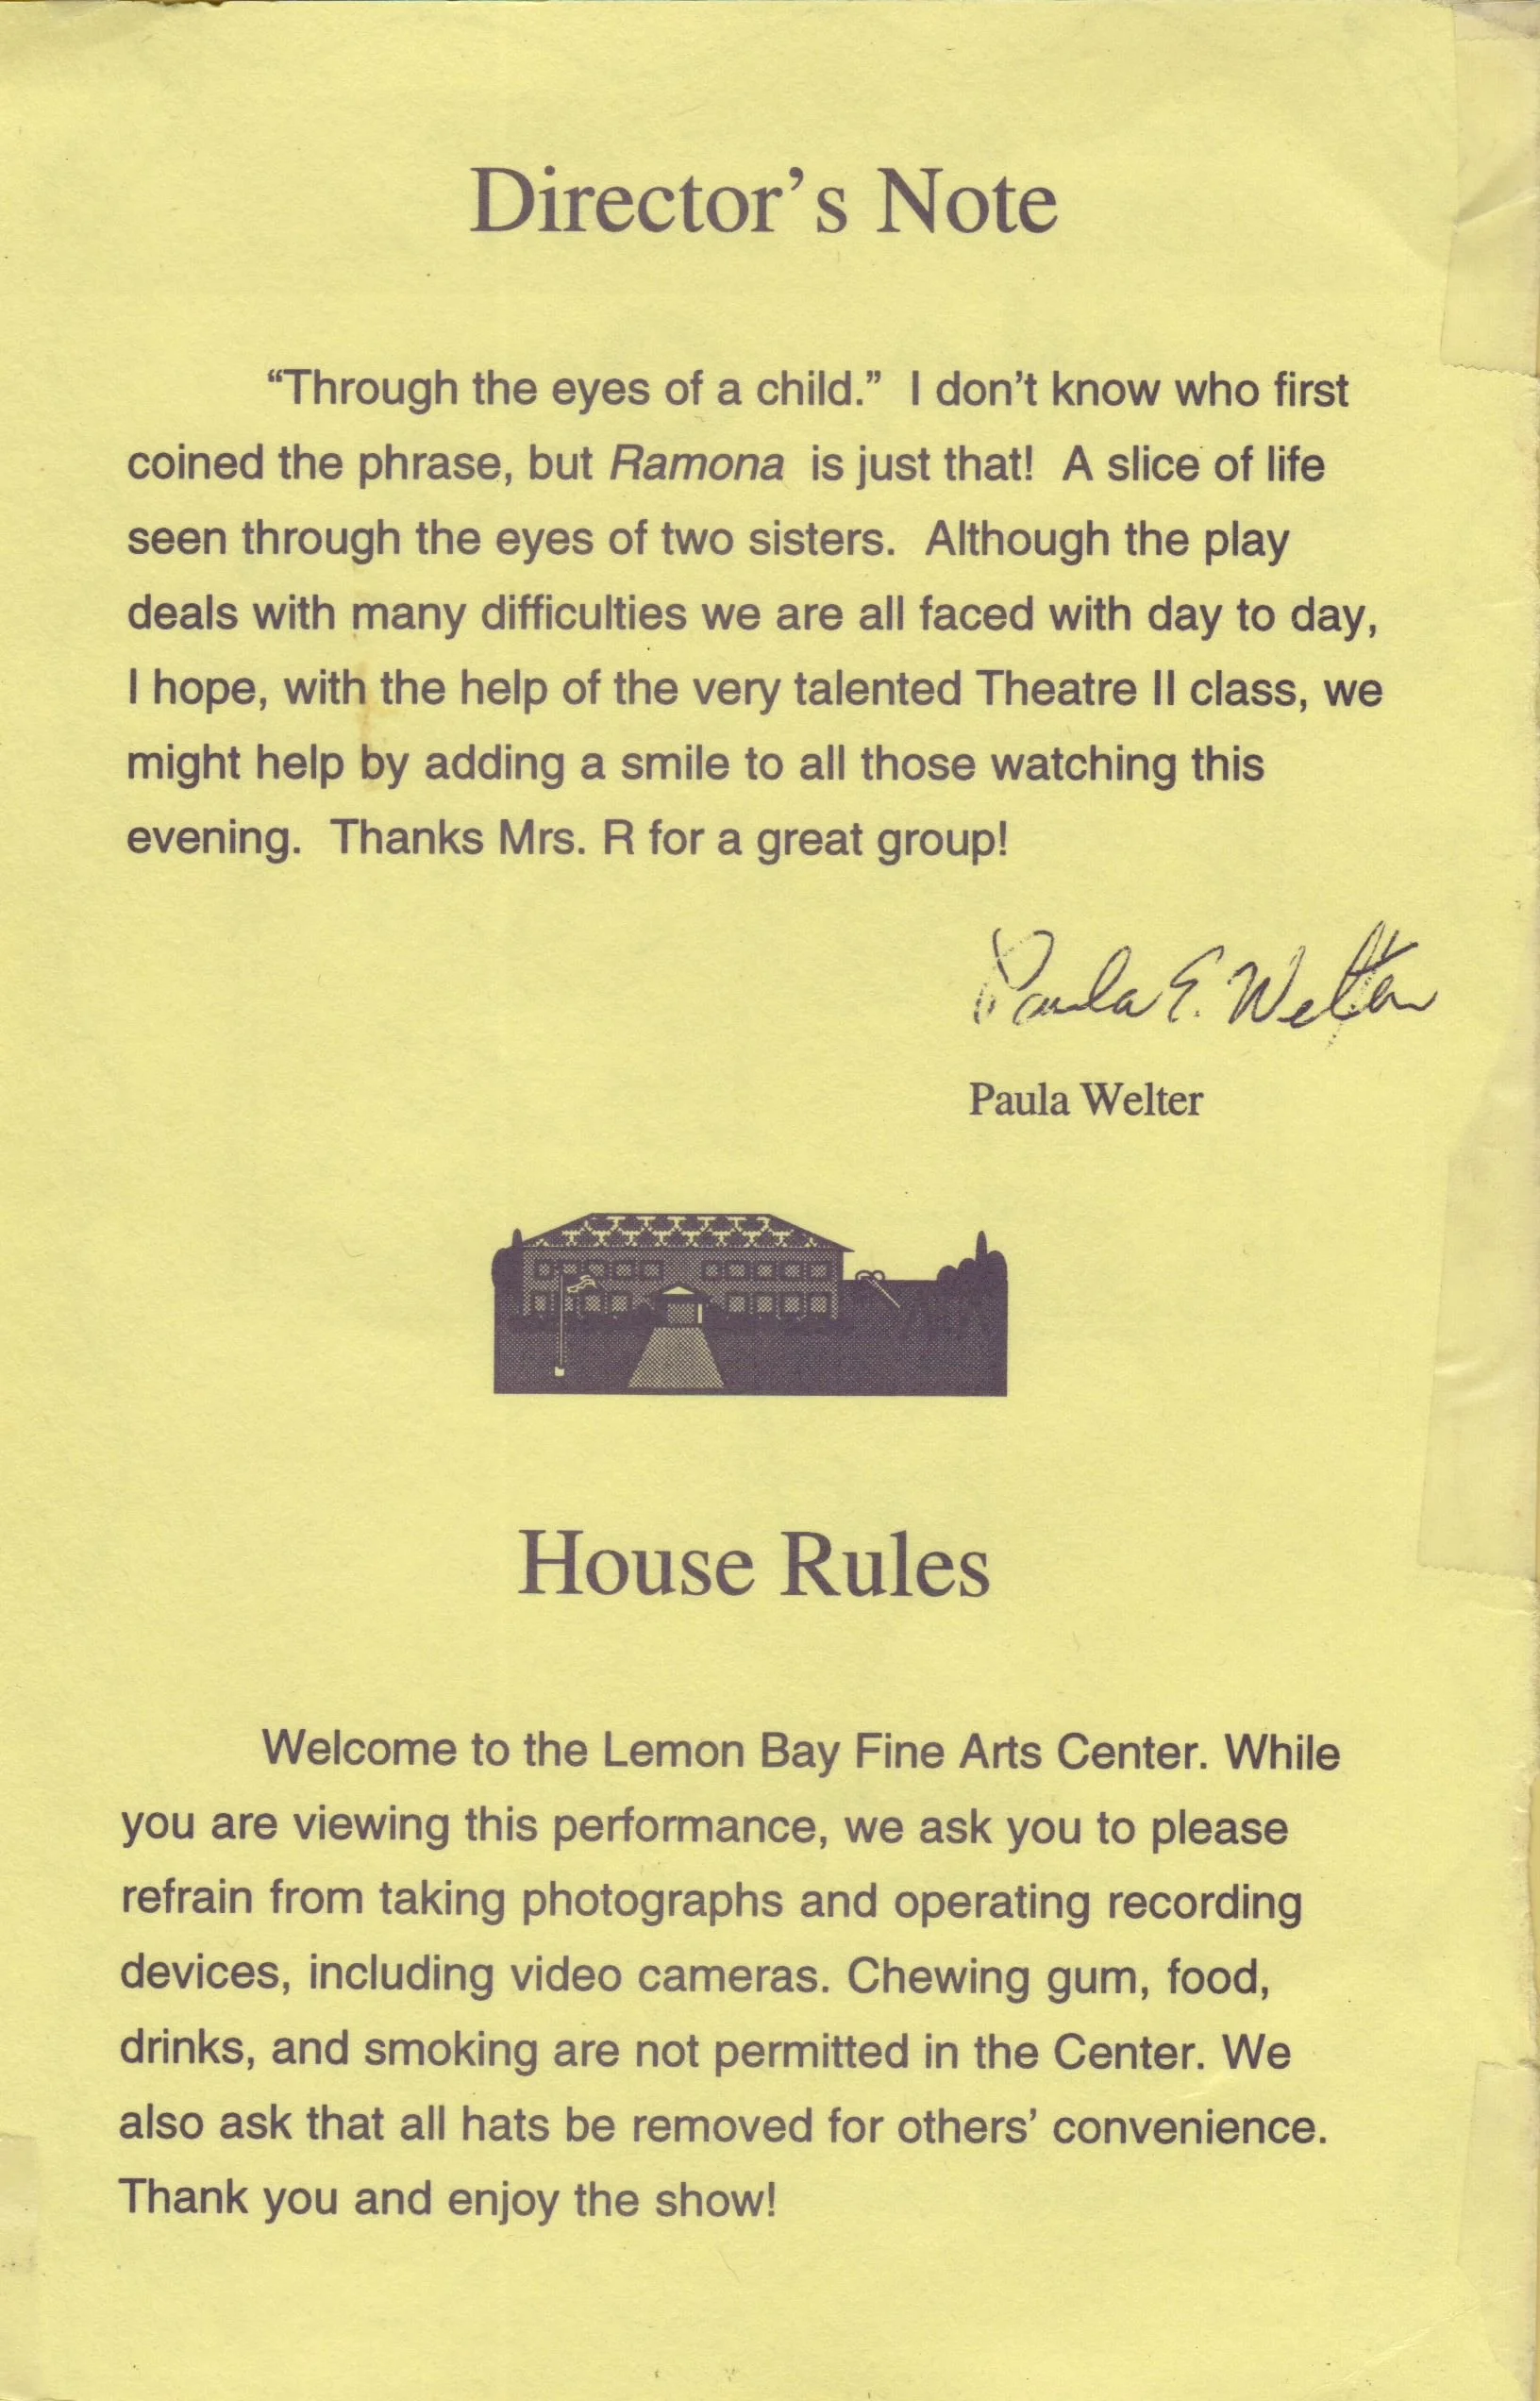 Director’s Note
“Through the eyes of a child.”  I don’t know who first
coined the phrase, but Ramona  is just that!  A slice of life
seen through the eyes of two sisters.  Although the play
deals with many difficulties we are all faced with day to day,
I hope, with the help of the very talented Theatre II class, we
might help by adding a smile to all those watching this
evening.  Thanks Mrs. R for a great group!
Paula E. Welter
Paula Welter
House Rules
Welcome to the Lemon Bay Fine Arts Center. While
you are viewing this performance, we ask you to please
refrain from taking photographs and operating recording
devices, including video cameras. Chewing gum, food,
drinks, and smoking are not permitted in the Center. We
also ask that all hats be removed for others’ convenience.
Thank you and enjoy the show!